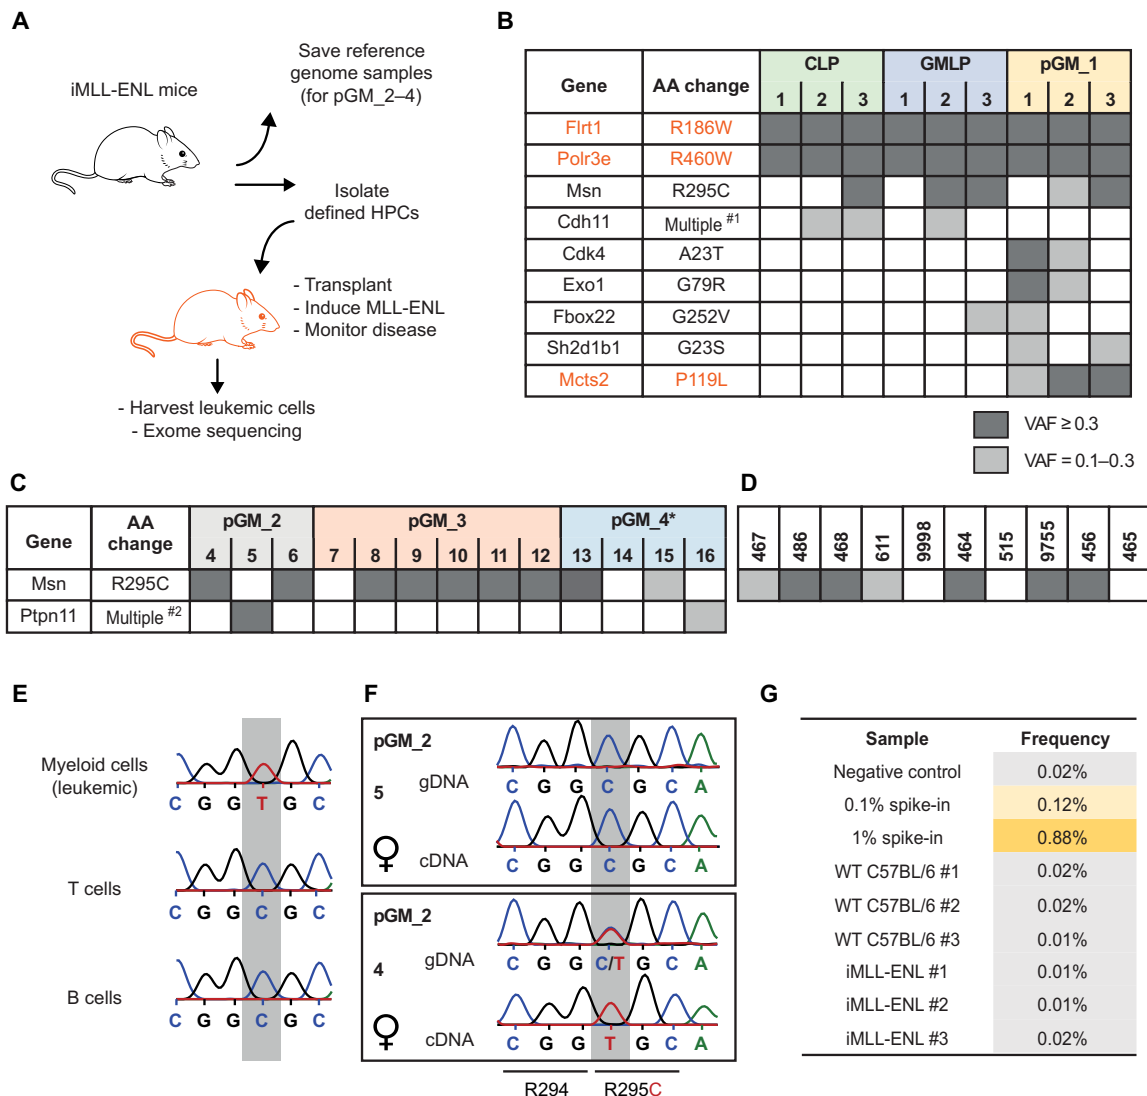 A
iMLL-ENL mice
Save reference
genome samples
(for pGM_2–4)
Isolate
defined HPCs
- Transplant
- Induce MLL-ENL
- Monitor disease
- Harvest leukemic cells
- Exome sequencing
B
Gene AA change CLP GMLP pGM_1
1 2 3 1 2 3 1 2 3
Flrt1 R186W
Polr3e R460W
Msn R295C
Cdh11 Multiple #1
Cdk4 A23T
Exo1 G79R
Fbox22 G252V
Sh2d1b1 G23S
Mcts2 P119L
VAF ≥ 0.3
VAF = 0.1–0.3
C
Gene AA change pGM_2 pGM_3 pGM_4*
4 5 6 7 8 9 10 11 12 13 14 15 16
Msn R295C
Ptpn11 Multiple #2
D
467 486 468 611 9998 464 515 9755 456 465
E
Myeloid cells
(leukemic)
C G G T G C
T cells
C G G C G C
B cells
C G G C G C
F
pGM_2
gDNA
C G G C G C A
5
♀
cDNA
C G G C G C A
pGM_2
gDNA
C G G C/T G C A
4
♀
cDNA
C G G T G C A
R294 R295C
G
Sample Frequency
Negative control 0.02%
0.1% spike-in 0.12%
1% spike-in 0.88%
WT C57BL/6 #1 0.02%
WT C57BL/6 #2 0.02%
WT C57BL/6 #3 0.01%
iMLL-ENL #1 0.01%
iMLL-ENL #2 0.01%
iMLL-ENL #3 0.02%